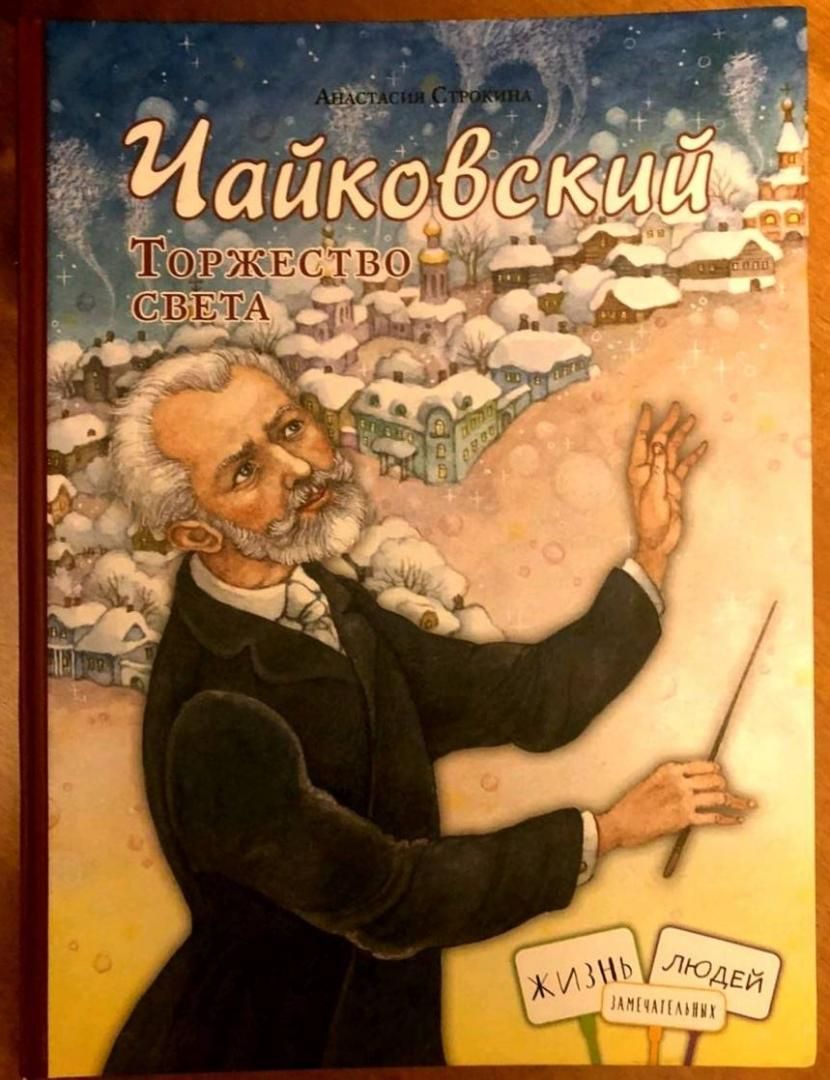 Анастасия Строкина
Чайковский
Торжество
света
ЖИЗНЬ
ЗАМЕЧАТЕЛЬНЫХ
ЛЮДЕЙ